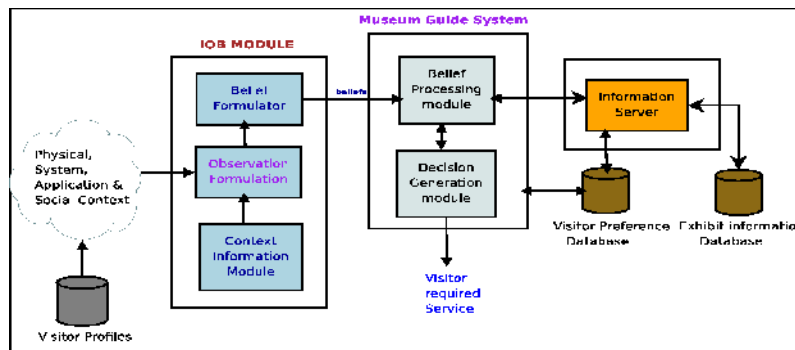 Museum Guide System
IOB MODULE
Belief
Formulator
beliefs
Belief
Processing
module
Information
Server
Physical,
System,
Application &
Social Context
Observation
Formulation
Decision
Generation
module
Context
Information
Module
Visitor Preference
Database
Exhibit information
Database
Visitor
required
Service
Visitor Profiles